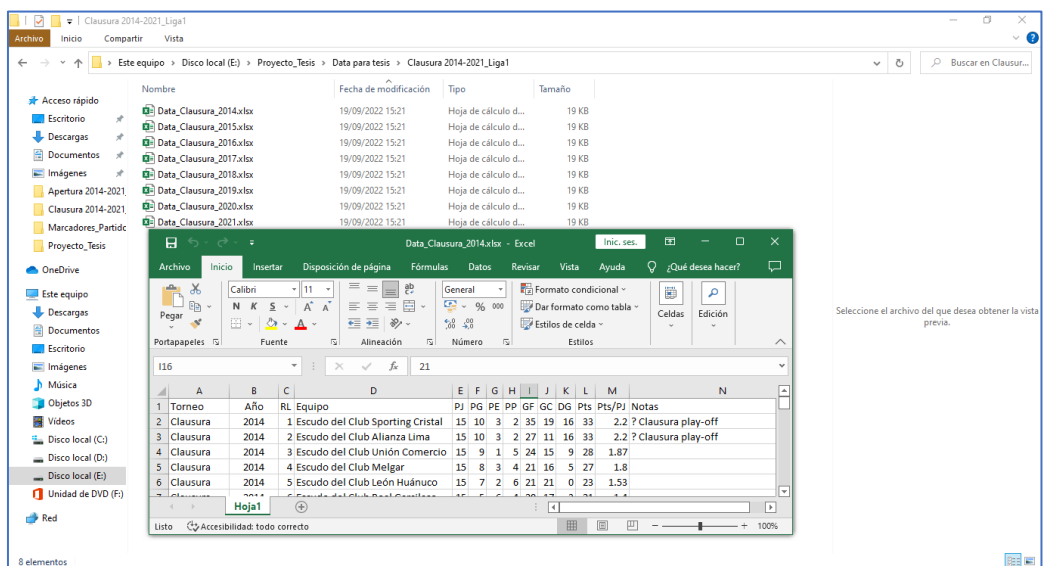 Clausura 2014-2021_Liga1
Archivo Inicio Compartir Vista
Este equipo > Disco local (E:) > Proyecto_Tesis > Data para tesis > Clausura 2014-2021_Liga1
Buscar en Clausur...
Nombre Fecha de modificación Tipo Tamaño
Data_Clausura_2014.xlsx 19/09/2022 15:21 Hoja de cálculo d... 19 KB
Data_Clausura_2015.xlsx 19/09/2022 15:21 Hoja de cálculo d... 19 KB
Data_Clausura_2016.xlsx 19/09/2022 15:21 Hoja de cálculo d... 19 KB
Data_Clausura_2017.xlsx 19/09/2022 15:21 Hoja de cálculo d... 19 KB
Data_Clausura_2018.xlsx 19/09/2022 15:21 Hoja de cálculo d... 19 KB
Data_Clausura_2019.xlsx 19/09/2022 15:21 Hoja de cálculo d... 19 KB
Data_Clausura_2020.xlsx 19/09/2022 15:21 Hoja de cálculo d... 19 KB
Data_Clausura_2021.xlsx 19/09/2022 15:21 Hoja de cálculo d... 19 KB
Acceso rápido
Escritorio
Descargas
Documentos
Imágenes
Apertura 2014-2021_
Clausura 2014-2021_
Marcadores_Partido
Proyecto_Tesis
OneDrive
Este equipo
Descargas
Documentos
Escritorio
Imágenes
Música
Objetos 3D
Vídeos
Disco local (C:)
Disco local (D:)
Disco local (E:)
Unidad de DVD (F:)
Red
8 elementos
Seleccione el archivo del que desea obtener la vista
previa.
Data_Clausura_2014.xlsx - Excel Inic. ses.
Archivo Inicio Insertar Disposición de página Fórmulas Datos Revisar Vista Ayuda ¿Qué desea hacer?
Pegar
Calibri 11
N K S
General
% 000
Formato condicional
Dar formato como tabla
Estilos de celda
Celdas Edición
Portapapeles Fuente Alineación Número Estilos
I16 fx 21
A B C D E F G H I J K L M N
1 Torneo Año RL Equipo PJ PG PE PP GF GC DG Pts Pts/PJ Notas
2 Clausura 2014 1 Escudo del Club Sporting Cristal 15 10 3 2 35 19 16 33 2.2 ? Clausura play-off
3 Clausura 2014 2 Escudo del Club Alianza Lima 15 10 3 2 27 11 16 33 2.2 ? Clausura play-off
4 Clausura 2014 3 Escudo del Club Unión Comercio 15 9 1 5 24 15 9 28 1.87
5 Clausura 2014 4 Escudo del Club Melgar 15 8 3 4 21 16 5 27 1.8
6 Clausura 2014 5 Escudo del Club León Huánuco 15 7 2 6 21 21 0 23 1.53
Hoja1
Listo Accesibilidad: todo correcto 100%